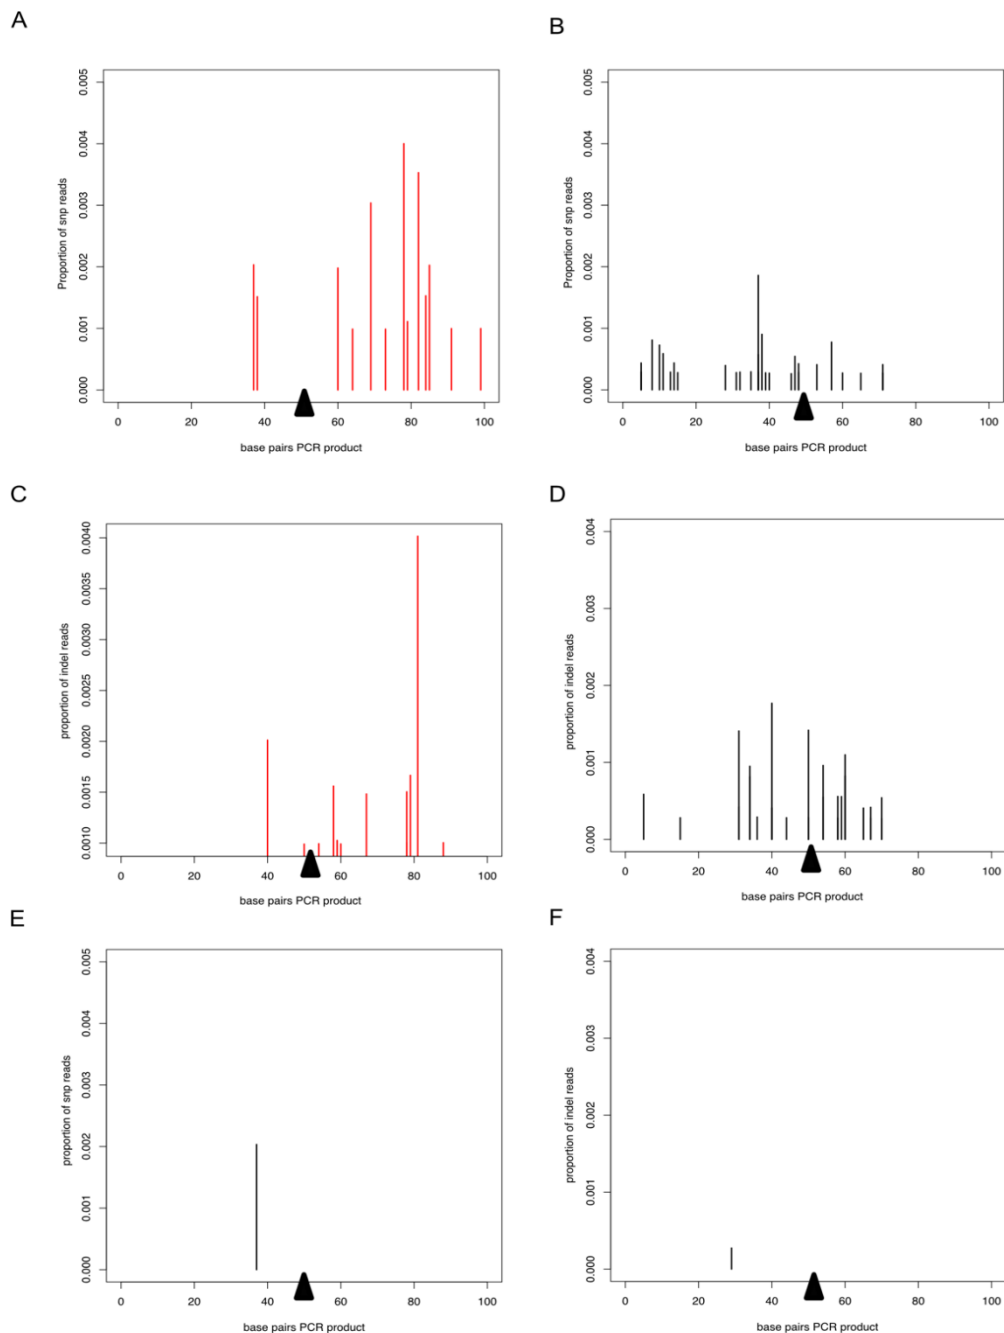 A
B
0.005
0.004
0.003
0.002
0.001
0.000
Proportion of snp reads
0 20 40 60 80 100
base pairs PCR product
0.005
0.004
0.003
0.002
0.001
0.000
Proportion of snp reads
0 20 40 60 80 100
base pairs PCR product
C
D
0.0040
0.0035
0.0030
0.0025
0.0020
0.0015
0.0010
proportion of indel reads
0 20 40 60 80 100
base pairs PCR product
0.004
0.003
0.002
0.001
0.000
proportion of indel reads
0 20 40 60 80 100
base pairs PCR product
E
F
0.005
0.004
0.003
0.002
0.001
0.000
proportion of snp reads
0 20 40 60 80 100
base pairs PCR product
0.004
0.003
0.002
0.001
0.000
proportion of indel reads
0 20 40 60 80 100
base pairs PCR product